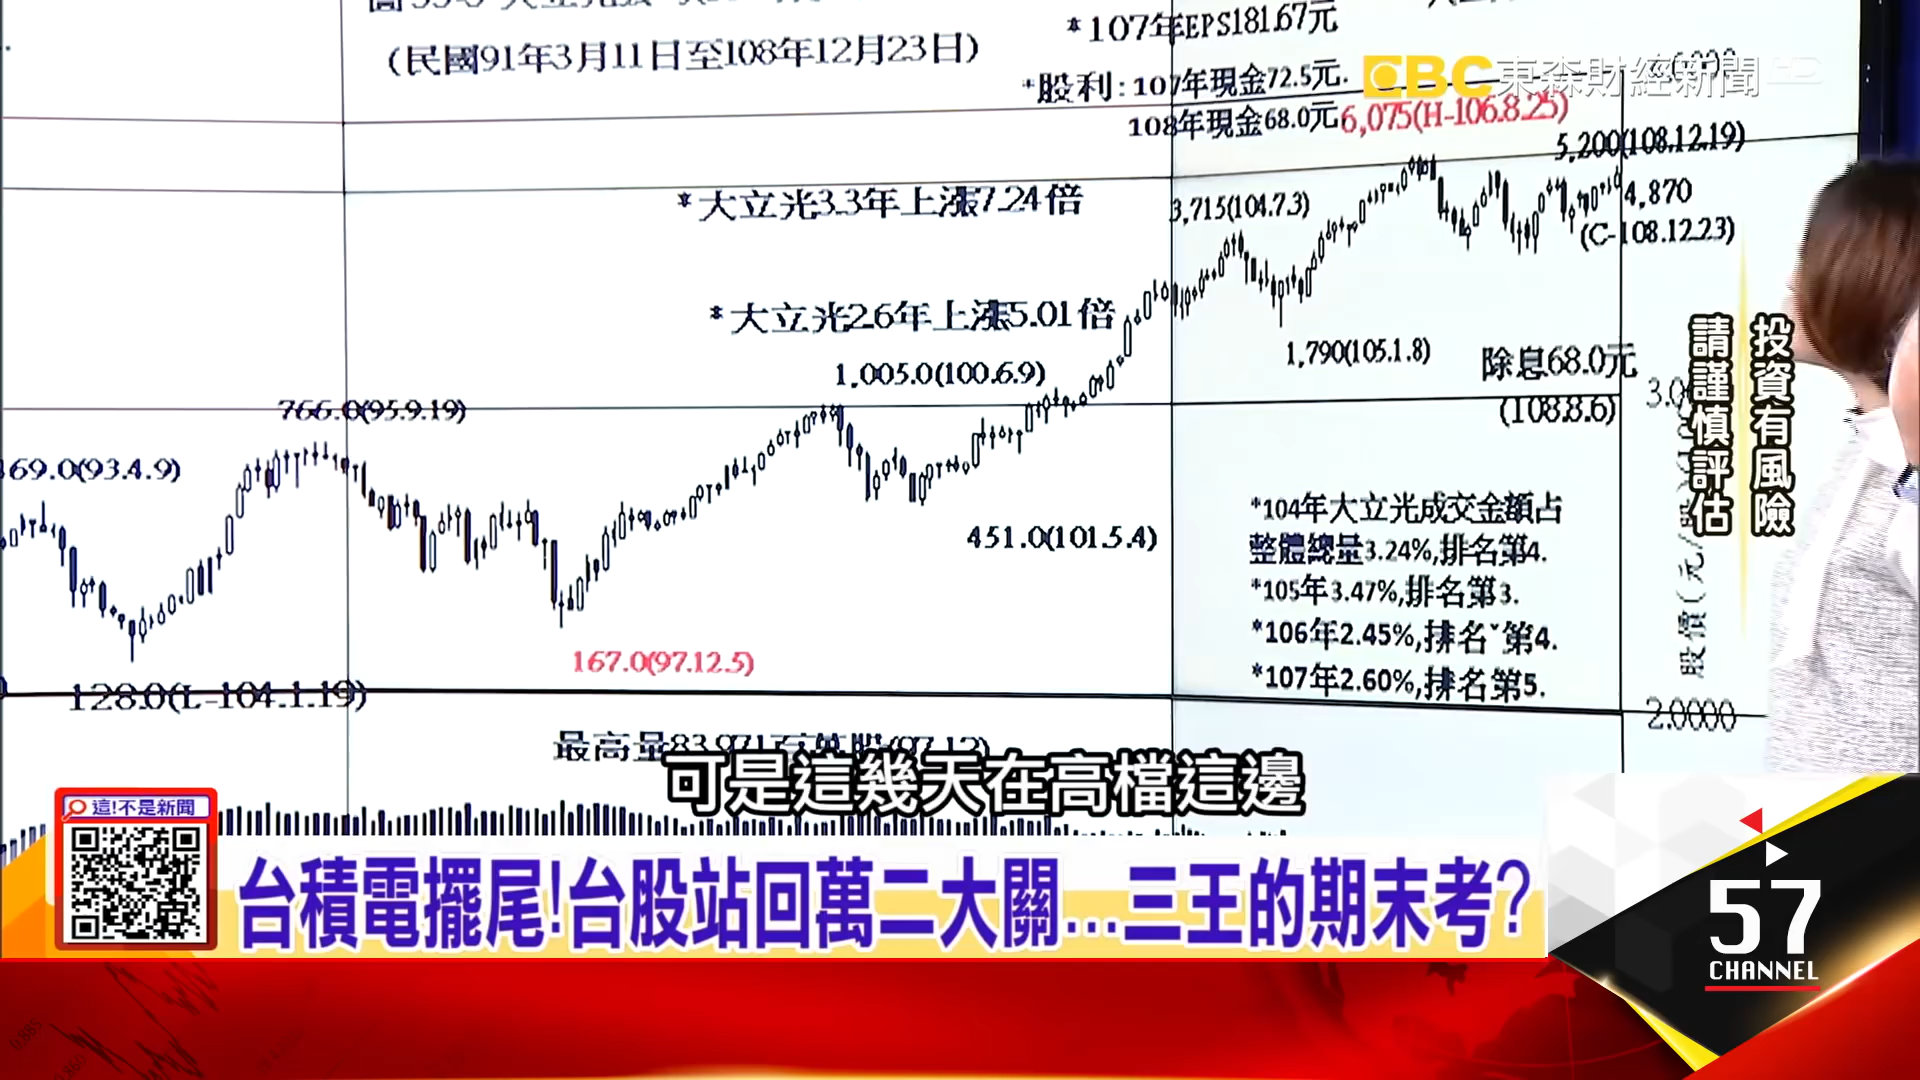 (民國91年3月11日至108年12月23日)
*107年EPS181.67元
*股利:107年現金72.5元.
108年現金68.0元
EBC東森財經新聞
6,075(H-106.8.25)
5,200(108.12.19)
*大立光3.3年上漲7.24倍
3,715(104.7.3)
4,870
(C-108.12.23)
*大立光2.6年上漲5.01倍
1,005.0(100.6.9)
1,790(105.1.8)
除息68.0元
(108.8.6)
766.0(95.9.19)
69.0(93.4.9)
451.0(101.5.4)
*104年大立光成交金額占
整體總量3.24%,排名第4.
*105年3.47%,排名第3.
*106年2.45%,排名ˇ第4.
*107年2.60%,排名第5.
167.0(97.12.5)
128.0(L-104.1.19)
2.0000
投資有風險
請謹慎評估
可是這幾天在高檔這邊
這!不是新聞
台積電擺尾!台股站回萬二大關...三王的期末考?
57
CHANNEL